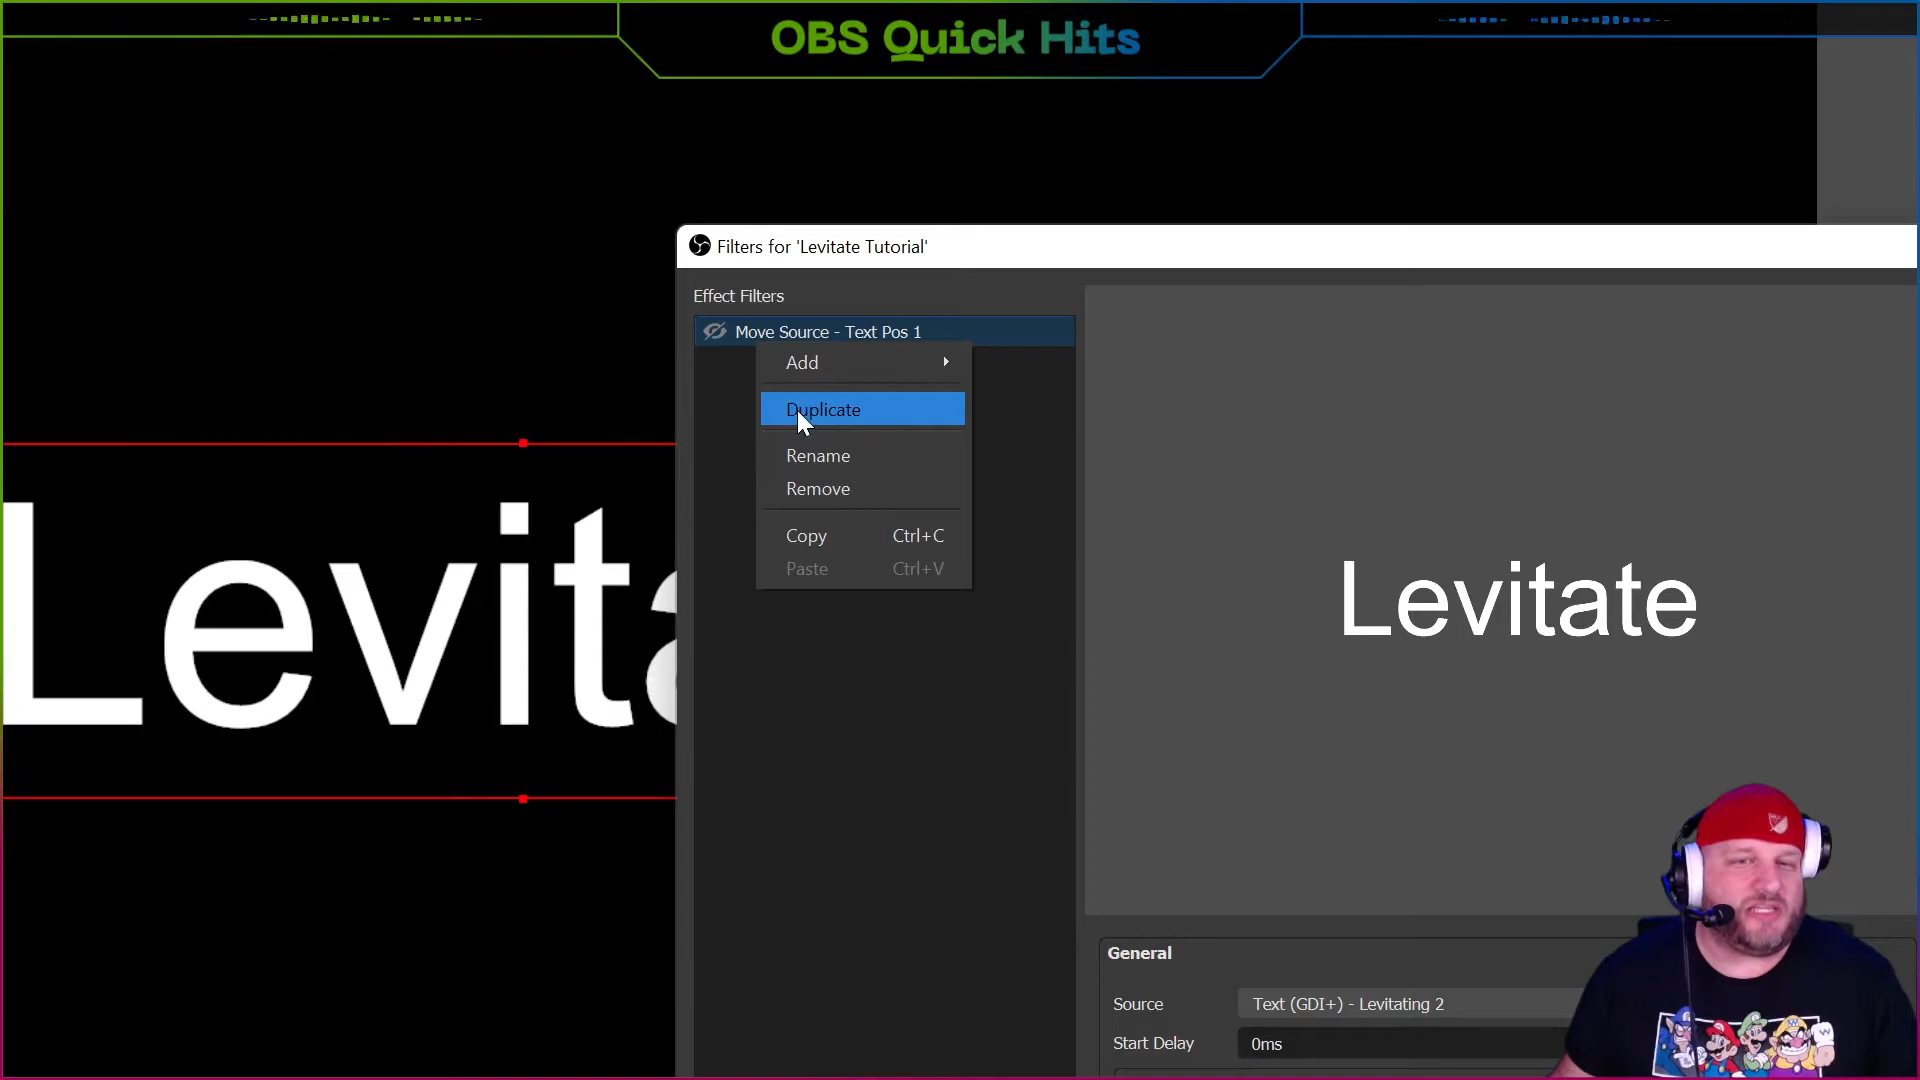 OBS Quick Hits
Filters for 'Levitate Tutorial'
Effect Filters
Move Source - Text Pos 1
Add
Duplicate
Rename
Remove
Copy Ctrl+C
Paste Ctrl+V
Levita
Levitate
General
Source Text (GDI+) - Levitating 2
Start Delay 0ms
W